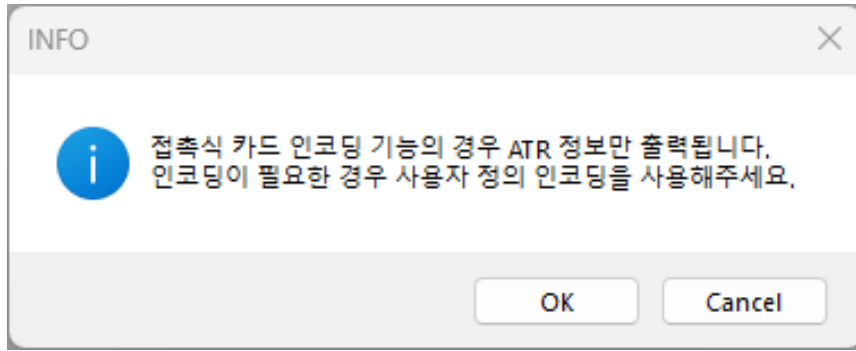 INFO
접촉식 카드 인코딩 기능의 경우 ATR 정보만 출력됩니다.
인코딩이 필요한 경우 사용자 정의 인코딩을 사용해주세요.
OK
Cancel